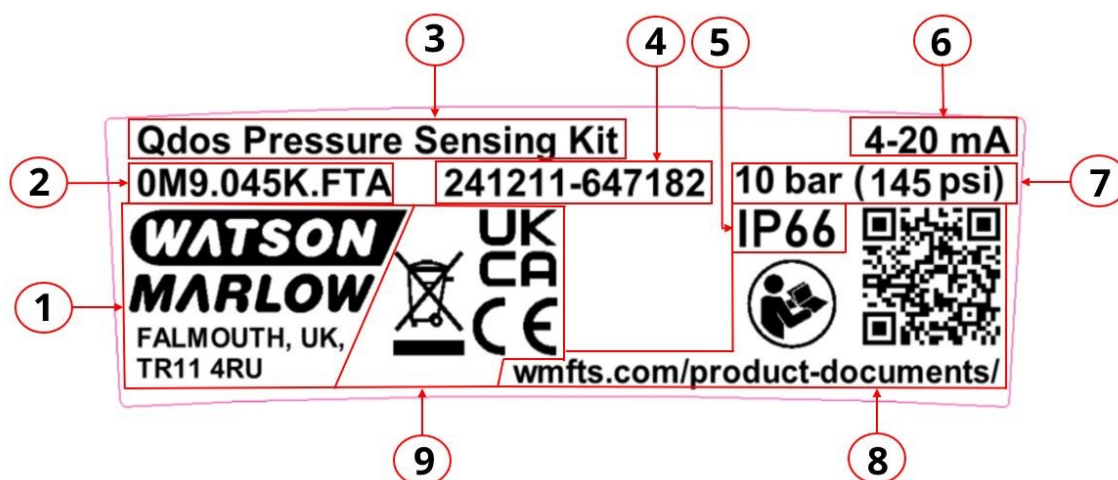 3
4
5
6
Qdos Pressure Sensing Kit
4-20 mA
2
0M9.045K.FTA
241211-647182
10 bar (145 psi)
7
WATSON
MARLOW
UK
CA
CE
IP66
1
FALMOUTH, UK,
TR11 4RU
wmfts.com/product-documents/
9
8